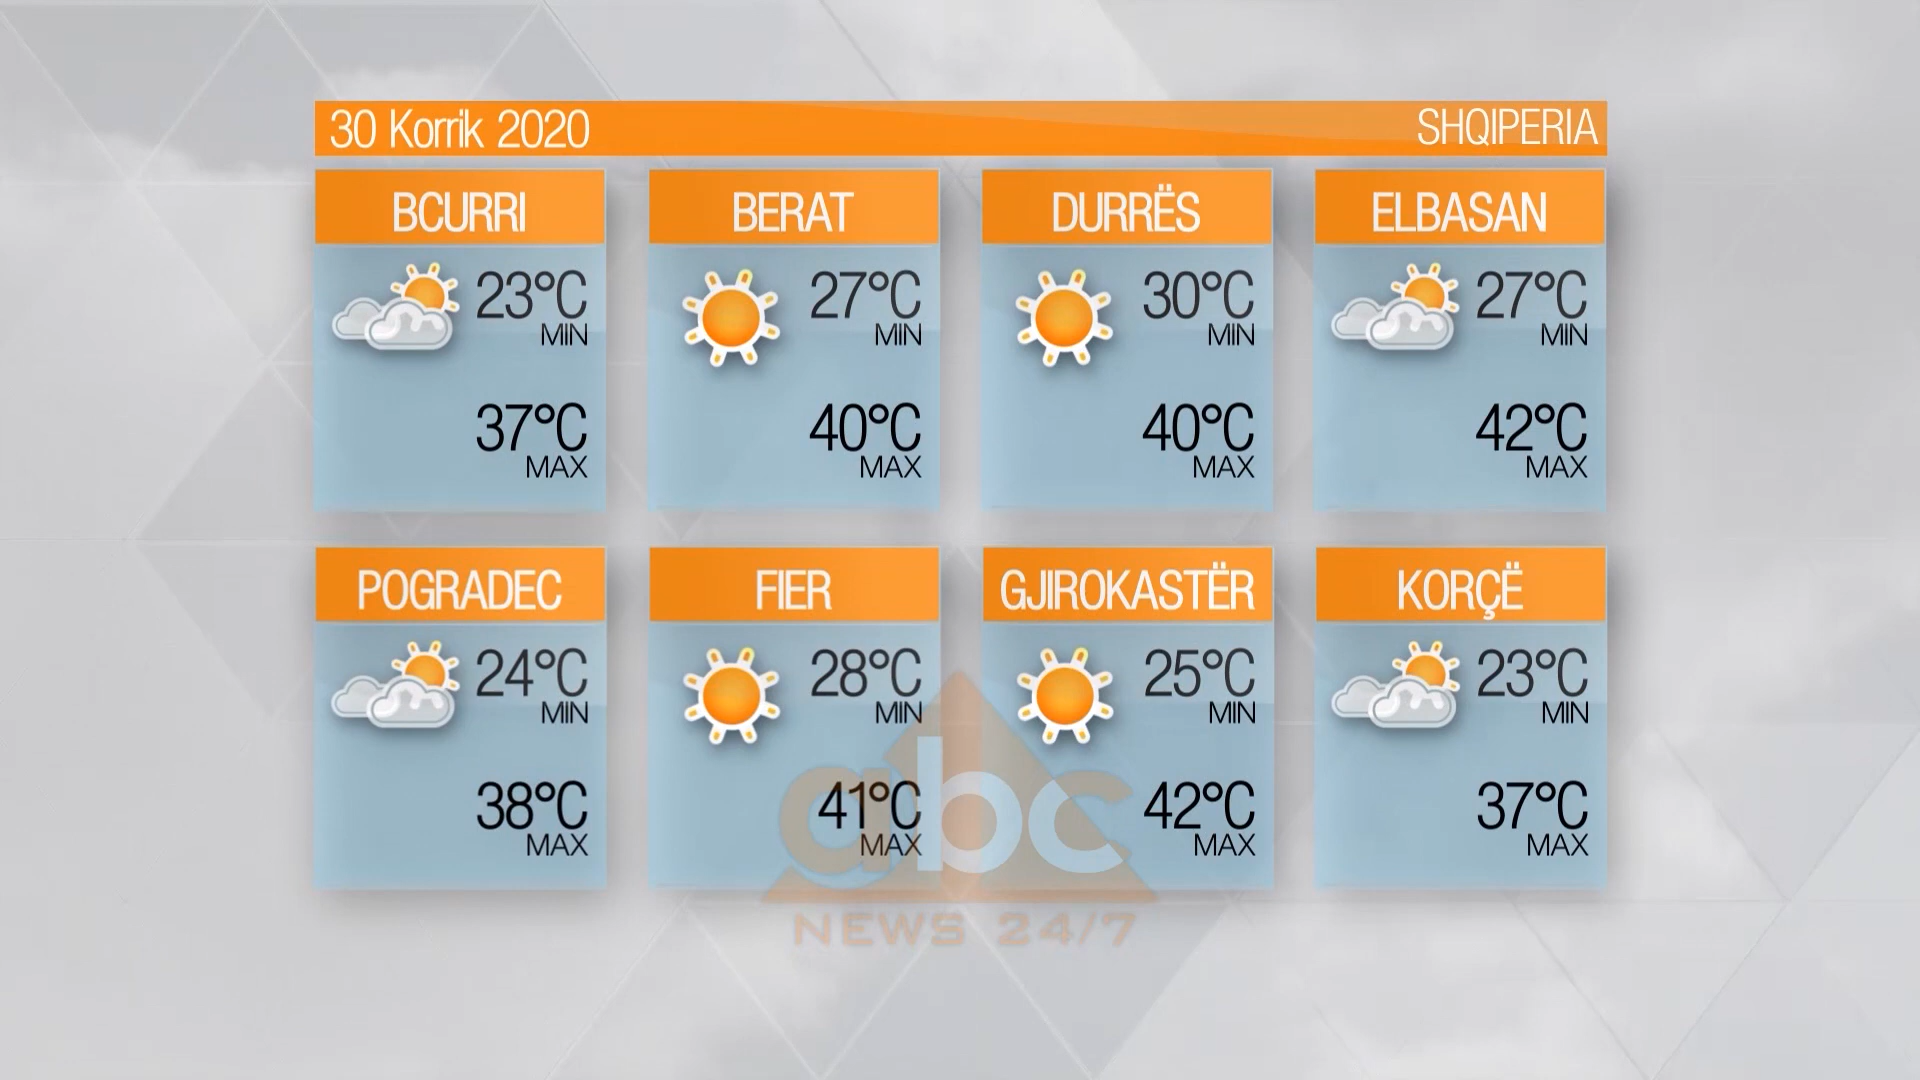 30 Korrik 2020
SHQIPERIA
BCURRI
23°C
MIN
37°C
MAX
BERAT
27°C
MIN
40°C
MAX
DURRËS
30°C
MIN
40°C
MAX
ELBASAN
27°C
MIN
42°C
MAX
POGRADEC
24°C
MIN
38°C
MAX
FIER
28°C
MIN
41°C
MAX
GJIROKASTËR
25°C
MIN
42°C
MAX
KORÇË
23°C
MIN
37°C
MAX
abc
NEWS 24/7